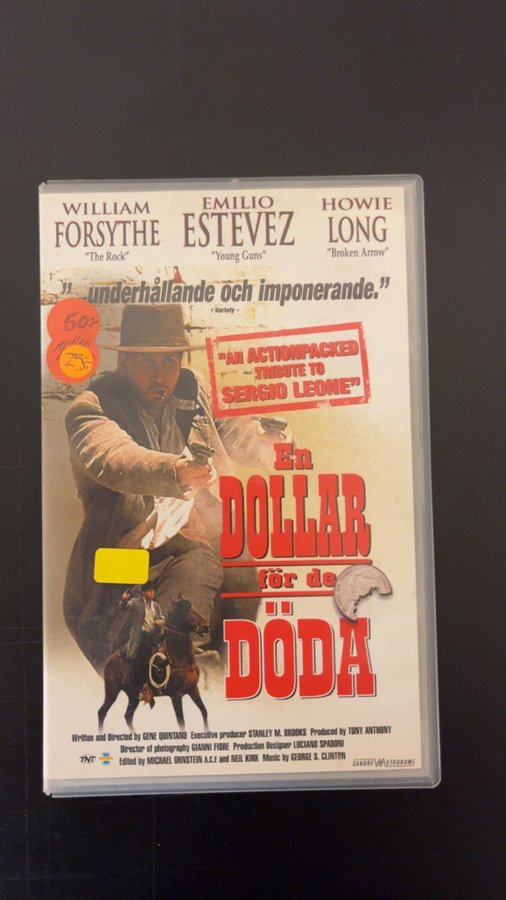 WILLIAM EMILIO HOWIE
FORSYTHE ESTEVEZ LONG
"The Rock" "Young Guns" "Broken Arrow"
"...underhållande och imponerande."
- Variety -
50:-
25:-
"AN ACTIONPACKED
TRIBUTE TO
SERGIO LEONE"
En
DOLLAR
för de
DÖDA
Written and Directed by GENE QUINTANO Executive producer STANLEY M. BROOKS Produced by TONY ANTHONY
Director of photography GIANNI FIORE Production Designer LUCIANO SPADONI
Edited by MICHAEL ORNSTEIN A.C.E and NEIL KIRK Music by GEORGE S. CLINTON
TNT
SANDREW METRONOME